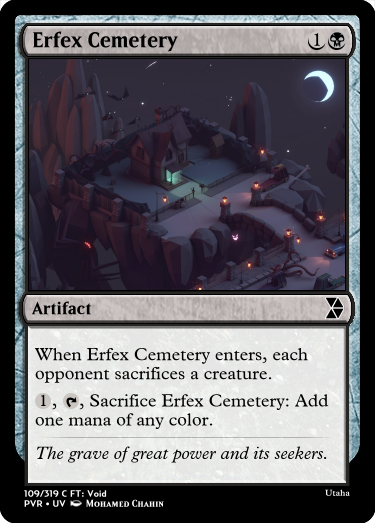 Erfex Cemetery 1
Artifact
When Erfex Cemetery enters, each
opponent sacrifices a creature.
1, , Sacrifice Erfex Cemetery: Add
one mana of any color.
The grave of great power and its seekers.
109/319 C FT: Void
Utaha
PVR • UV Mohamed Chahin